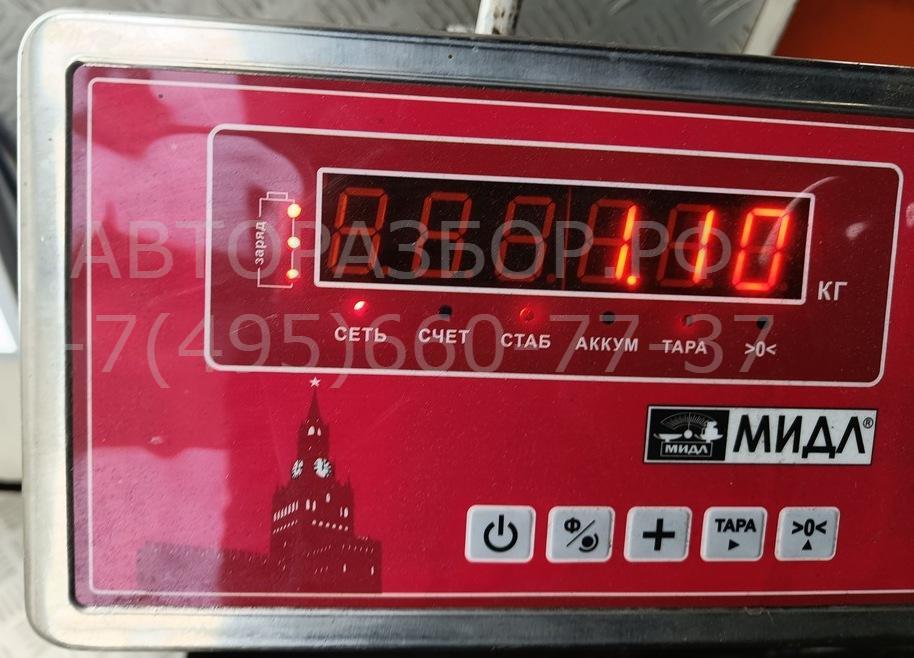 заряд
1.10
КГ
СЕТЬ СЧЕТ СТАБ АККУМ ТАРА >0<
АВТОРАЗБОР.РФ
+7(495)660-77-37
МИДЛ МИДЛ®
Ф + ТАРА >0<